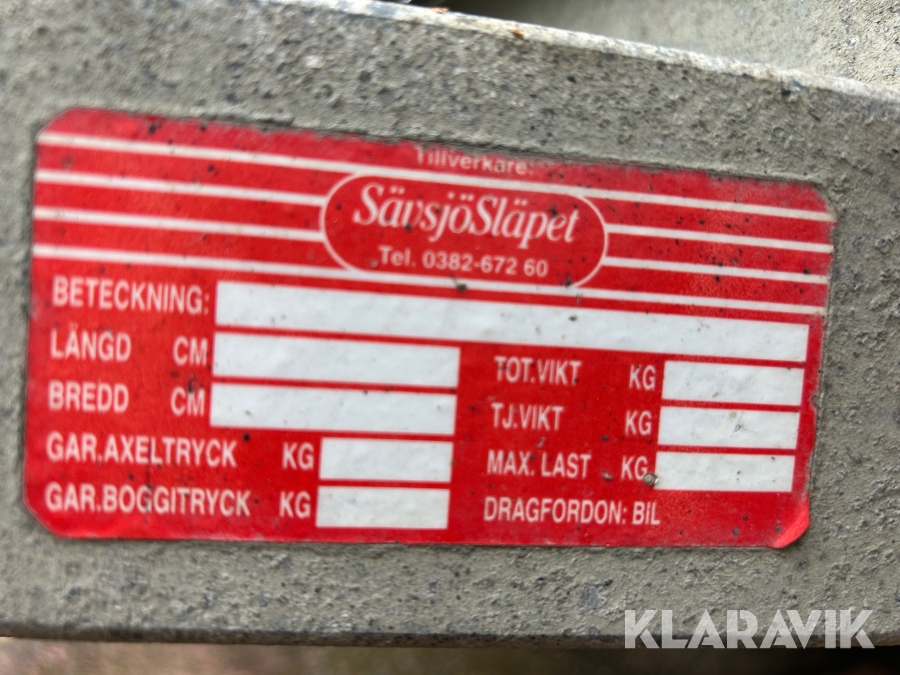 Tillverkare:
SävsjöSläpet
Tel. 0382-672 60
BETECKNING:
LÄNGD CM
BREDD CM
GAR.AXELTRYCK KG
GAR.BOGGITRYCK KG
TOT.VIKT KG
TJ.VIKT KG
MAX. LAST KG
DRAGFORDON: BIL
KLARAVIK